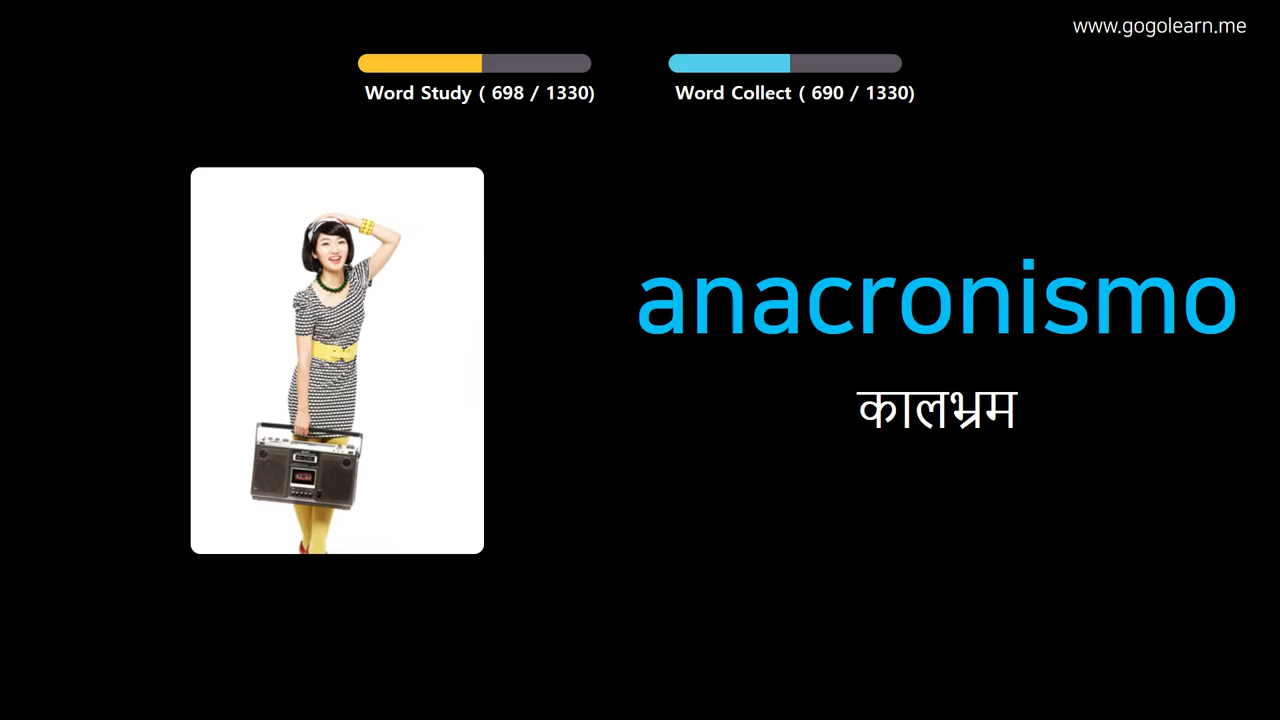 www.gogolearn.me
Word Study ( 698 / 1330)
Word Collect ( 690 / 1330)
anacronismo
कालभ्रम